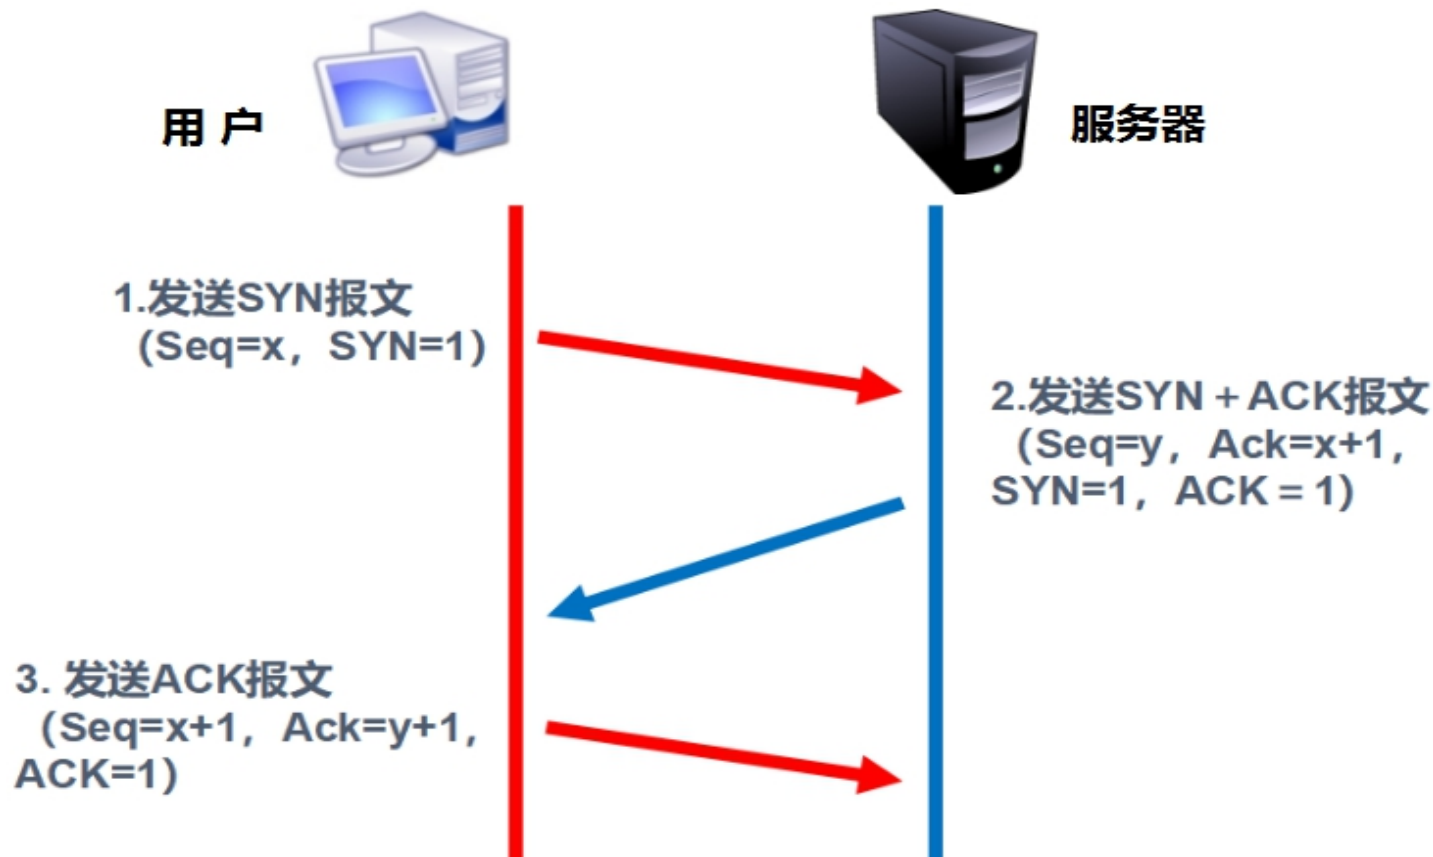 用 户
服务器
1.发送SYN报文
（Seq=x，SYN=1）
2.发送SYN＋ACK报文
（Seq=y，Ack=x+1，
SYN=1，ACK＝1）
3. 发送ACK报文
（Seq=x+1，Ack=y+1，
ACK=1）